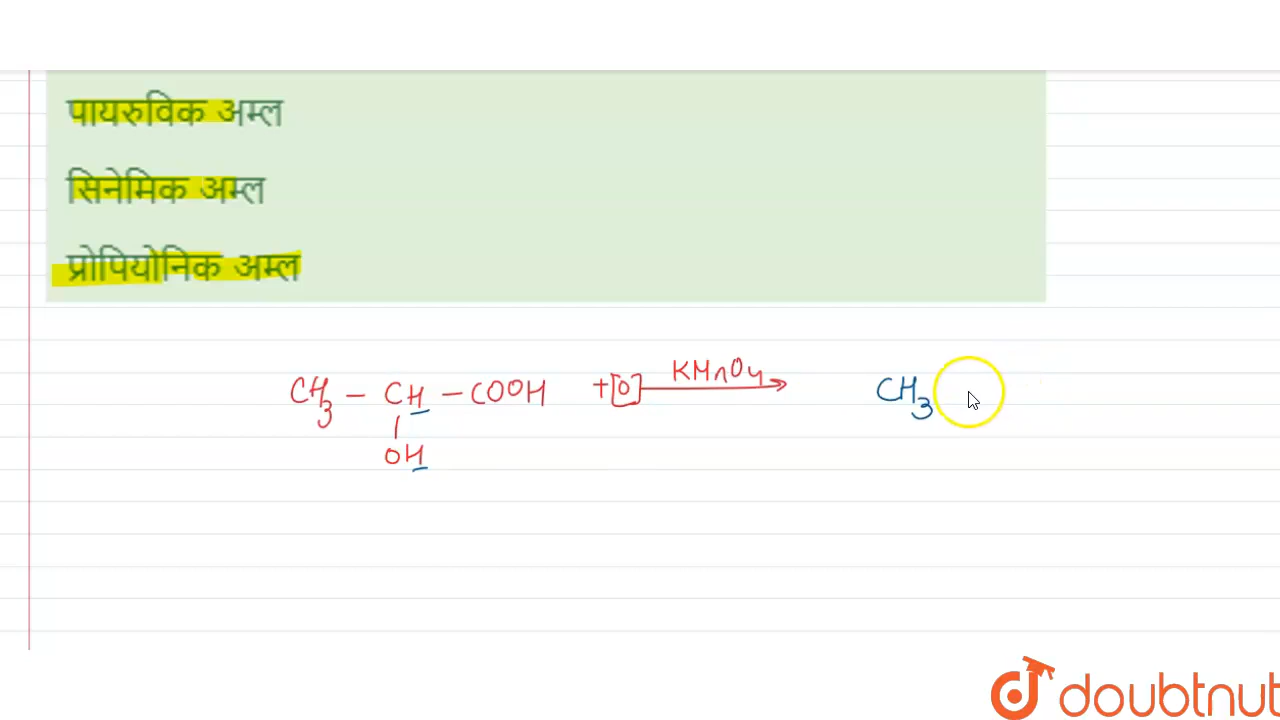 पायरुविक अम्ल
सिनेमिक अम्ल
प्रोपियोनिक अम्ल
CH3 – CH – COOH + [O] KMnO4 → CH3
|
OH
doubtnut